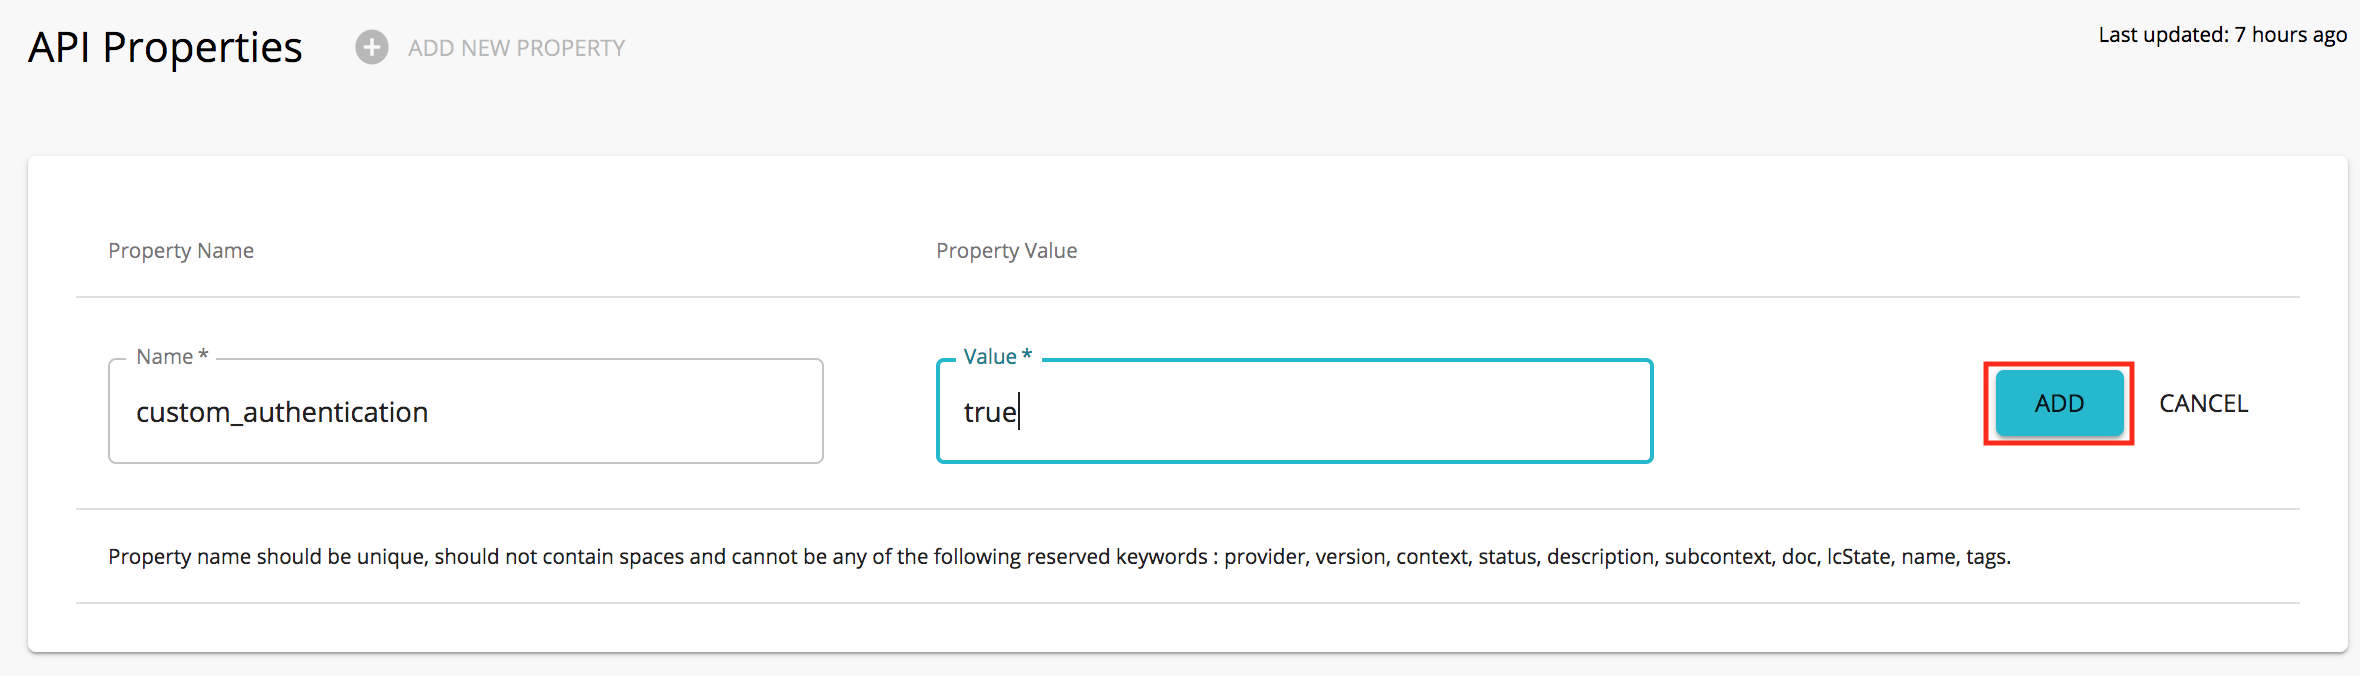 API Properties
ADD NEW PROPERTY
Last updated: 7 hours ago
Property Name
Property Value
Name *
custom_authentication
Value *
true
ADD
CANCEL
Property name should be unique, should not contain spaces and cannot be any of the following reserved keywords : provider, version, context, status, description, subcontext, doc, lcState, name, tags.